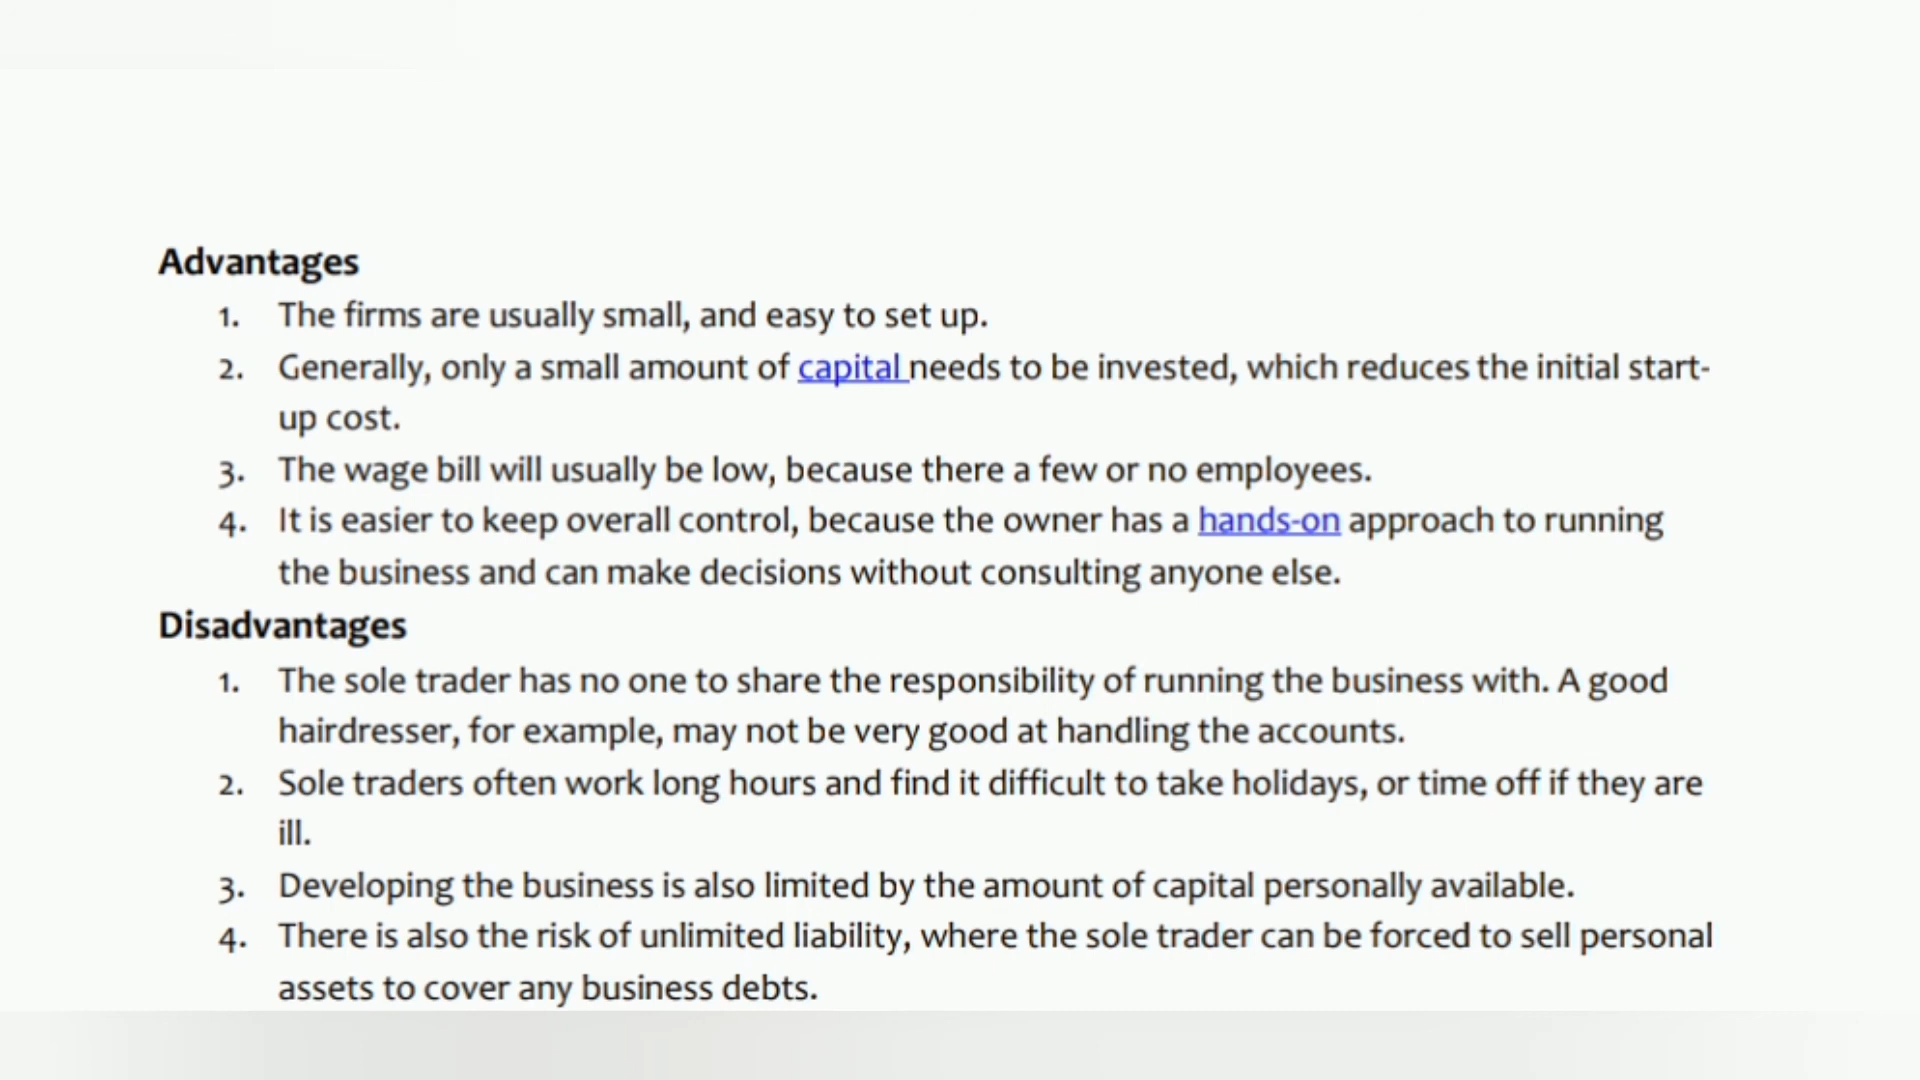 Advantages
1. The firms are usually small, and easy to set up.
2. Generally, only a small amount of capital needs to be invested, which reduces the initial start-
up cost.
3. The wage bill will usually be low, because there a few or no employees.
4. It is easier to keep overall control, because the owner has a hands-on approach to running
the business and can make decisions without consulting anyone else.
Disadvantages
1. The sole trader has no one to share the responsibility of running the business with. A good
hairdresser, for example, may not be very good at handling the accounts.
2. Sole traders often work long hours and find it difficult to take holidays, or time off if they are
ill.
3. Developing the business is also limited by the amount of capital personally available.
4. There is also the risk of unlimited liability, where the sole trader can be forced to sell personal
assets to cover any business debts.